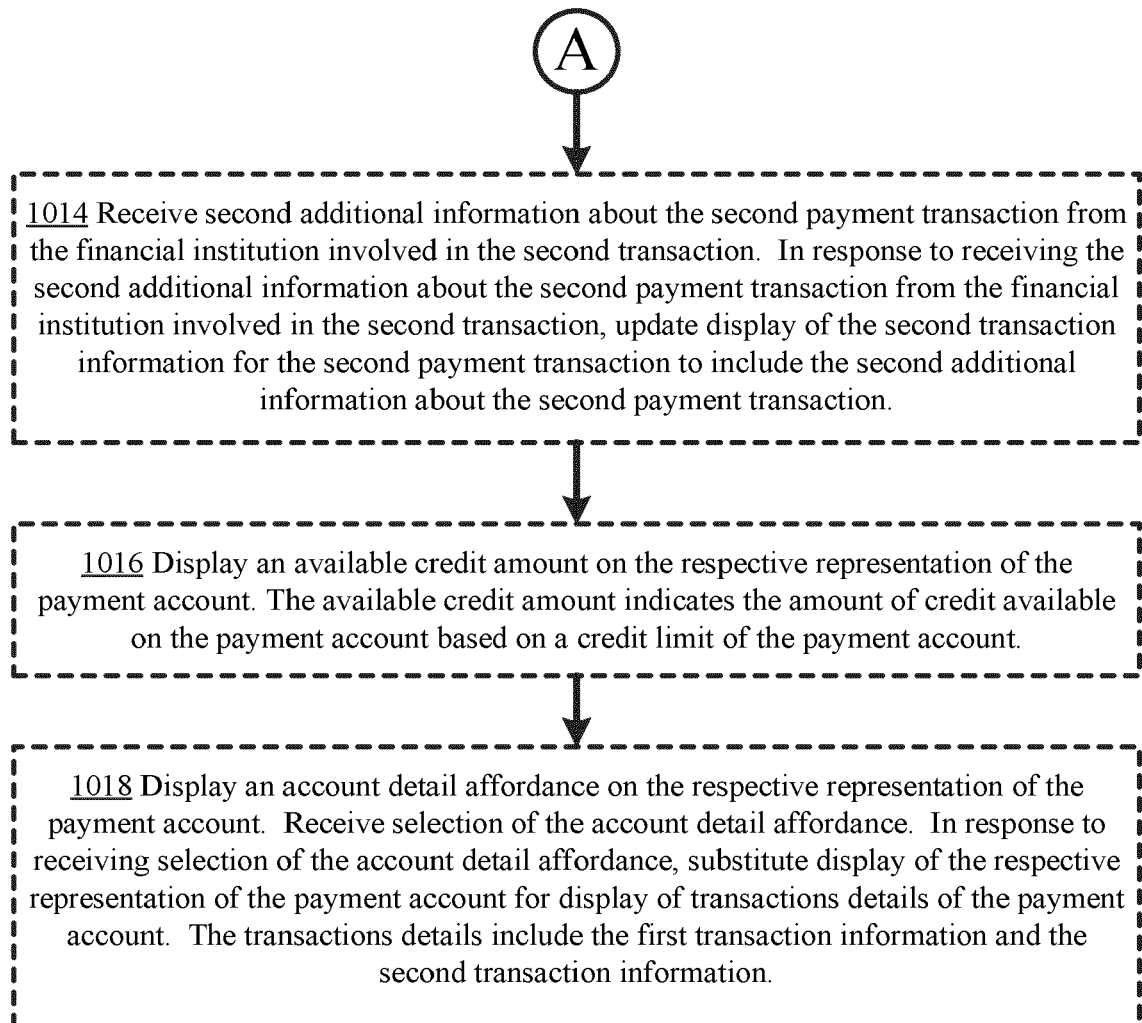 A
1014 Receive second additional information about the second payment transaction from
the financial institution involved in the second transaction. In response to receiving the
second additional information about the second payment transaction from the financial
institution involved in the second transaction, update display of the second transaction
information for the second payment transaction to include the second additional
information about the second payment transaction.
1016 Display an available credit amount on the respective representation of the
payment account. The available credit amount indicates the amount of credit available
on the payment account based on a credit limit of the payment account.
1018 Display an account detail affordance on the respective representation of the
payment account. Receive selection of the account detail affordance. In response to
receiving selection of the account detail affordance, substitute display of the respective
representation of the payment account for display of transactions details of the payment
account. The transactions details include the first transaction information and the
second transaction information.